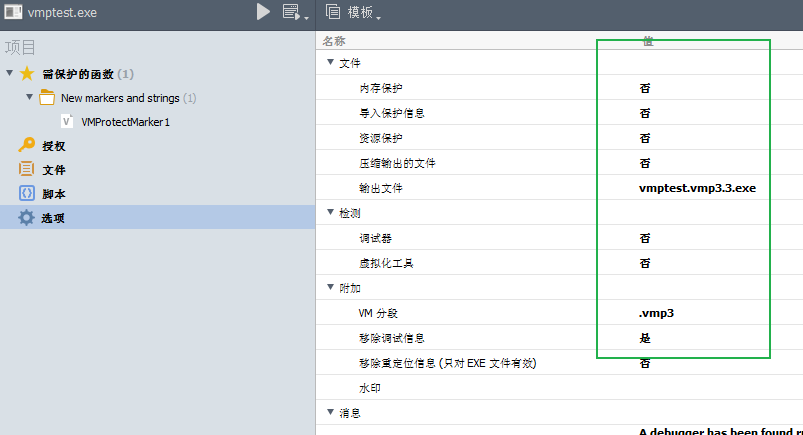 vmptest.exe
模板
项目
需保护的函数 (1)
New markers and strings (1)
VMProtectMarker1
授权
文件
脚本
选项
名称 值
文件
内存保护 否
导入保护信息 否
资源保护 否
压缩输出的文件 否
输出文件 vmptest.vmp3.3.exe
检测
调试器 否
虚拟化工具 否
附加
VM 分段 .vmp3
移除调试信息 是
移除重定位信息 (只对 EXE 文件有效) 否
水印
消息
A debugger has been found